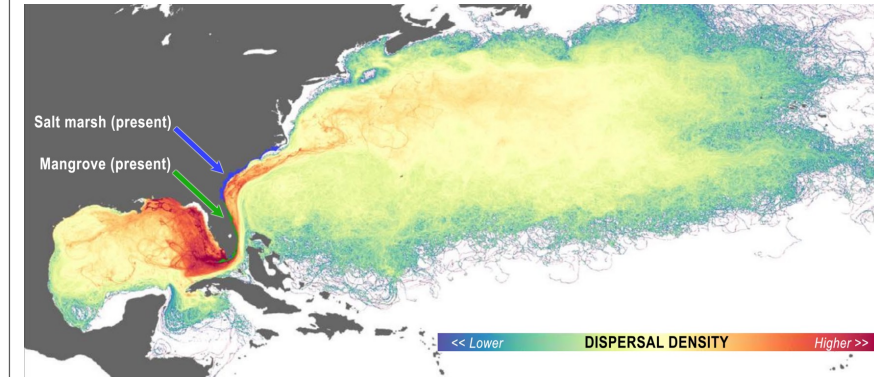 Salt marsh (present)
Mangrove (present)
<< Lower DISPERSAL DENSITY Higher >>